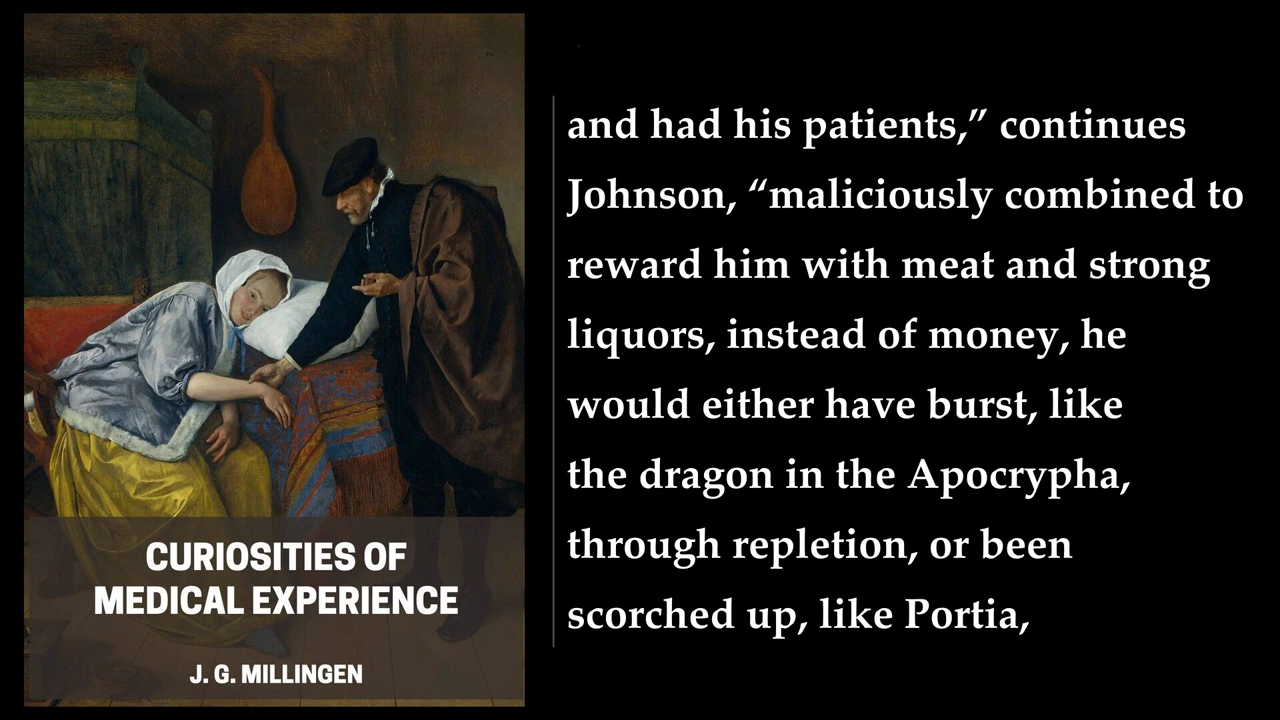 CURIOSITIES OF
MEDICAL EXPERIENCE
J. G. MILLINGEN
and had his patients,” continues
Johnson, “maliciously combined to
reward him with meat and strong
liquors, instead of money, he
would either have burst, like
the dragon in the Apocrypha,
through repletion, or been
scorched up, like Portia,